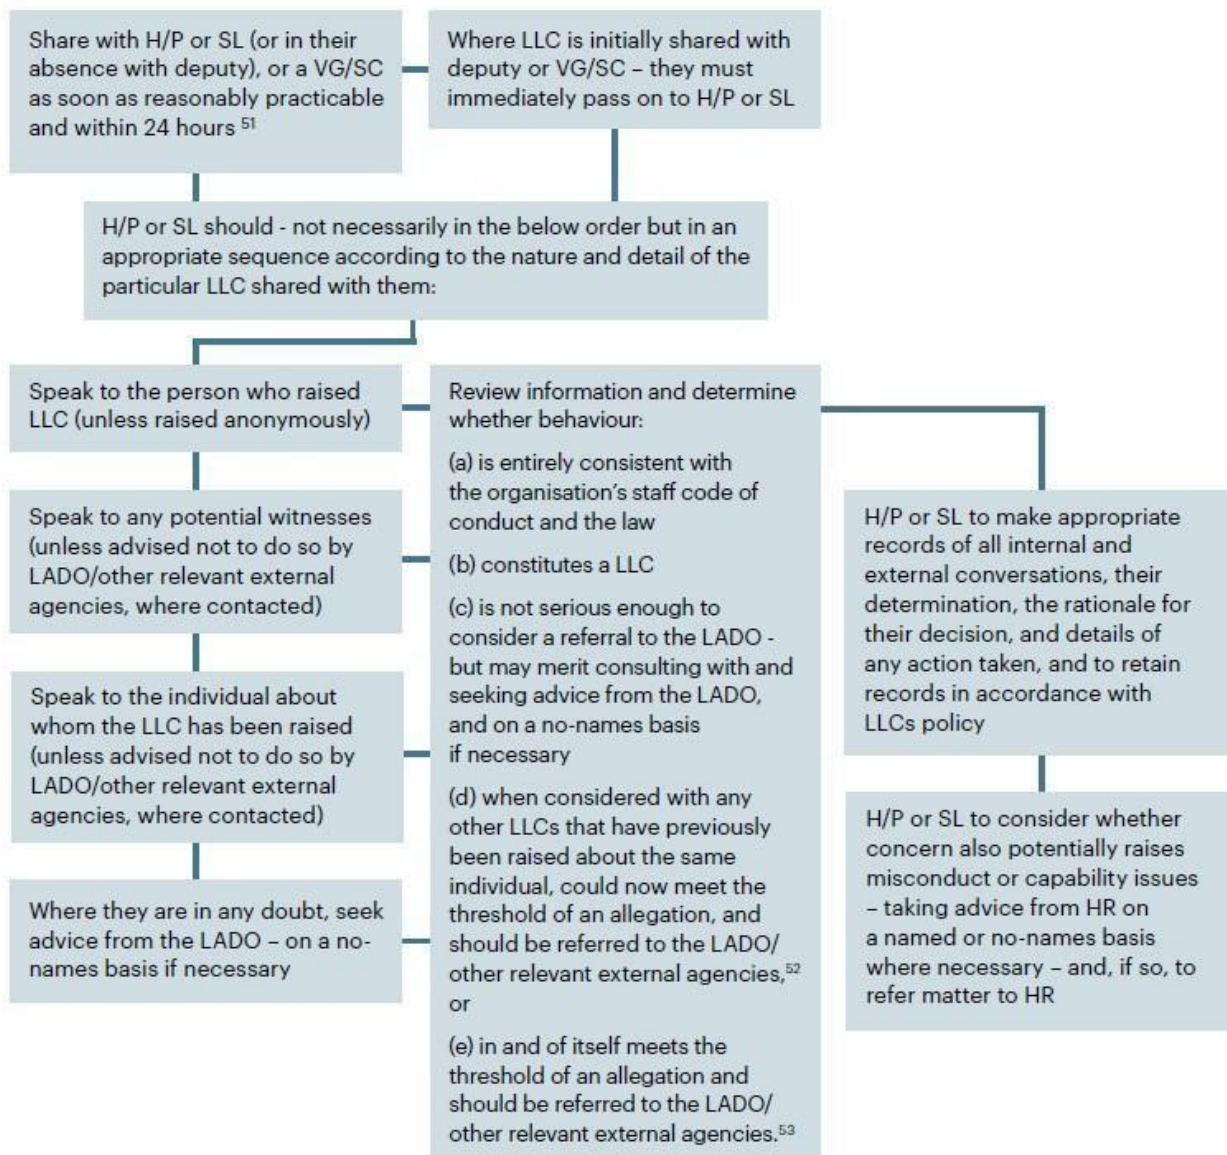 Share with H/P or SL (or in their
absence with deputy), or a VG/SC
as soon as reasonably practicable
and within 24 hours 51
Where LLC is initially shared with
deputy or VG/SC – they must
immediately pass on to H/P or SL
H/P or SL should - not necessarily in the below order but in an
appropriate sequence according to the nature and detail of the
particular LLC shared with them:
Speak to the person who raised
LLC (unless raised anonymously)
Speak to any potential witnesses
(unless advised not to do so by
LADO/other relevant external
agencies, where contacted)
Speak to the individual about
whom the LLC has been raised
(unless advised not to do so by
LADO/other relevant external
agencies, where contacted)
Where they are in any doubt, seek
advice from the LADO – on a no-
names basis if necessary
Review information and determine
whether behaviour:
(a) is entirely consistent with
the organisation’s staff code of
conduct and the law
(b) constitutes a LLC
(c) is not serious enough to
consider a referral to the LADO -
but may merit consulting with and
seeking advice from the LADO,
and on a no-names basis
if necessary
(d) when considered with any
other LLCs that have previously
been raised about the same
individual, could now meet the
threshold of an allegation, and
should be referred to the LADO/
other relevant external agencies,52
or
(e) in and of itself meets the
threshold of an allegation and
should be referred to the LADO/
other relevant external agencies.53
H/P or SL to make appropriate
records of all internal and
external conversations, their
determination, the rationale for
their decision, and details of
any action taken, and to retain
records in accordance with
LLCs policy
H/P or SL to consider whether
concern also potentially raises
misconduct or capability issues
– taking advice from HR on
a named or no-names basis
where necessary – and, if so, to
refer matter to HR